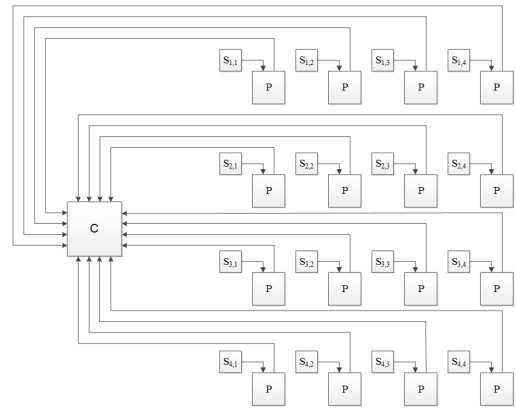 S1,1 S1,2 S1,3 S1,4
P P P P
S2,1 S2,2 S2,3 S2,4
P P P P
C
S3,1 S3,2 S3,3 S3,4
P P P P
S4,1 S4,2 S4,3 S4,4
P P P P